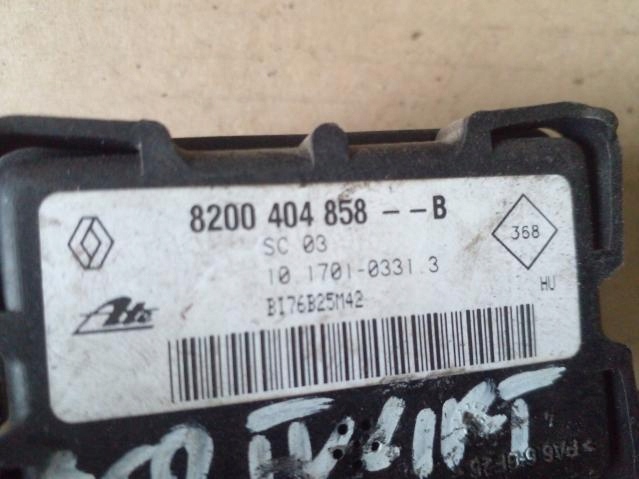 8200 404 858 -- B
SC 03
368
10.1701-0331.3
HU
BI76B25M42
Ate